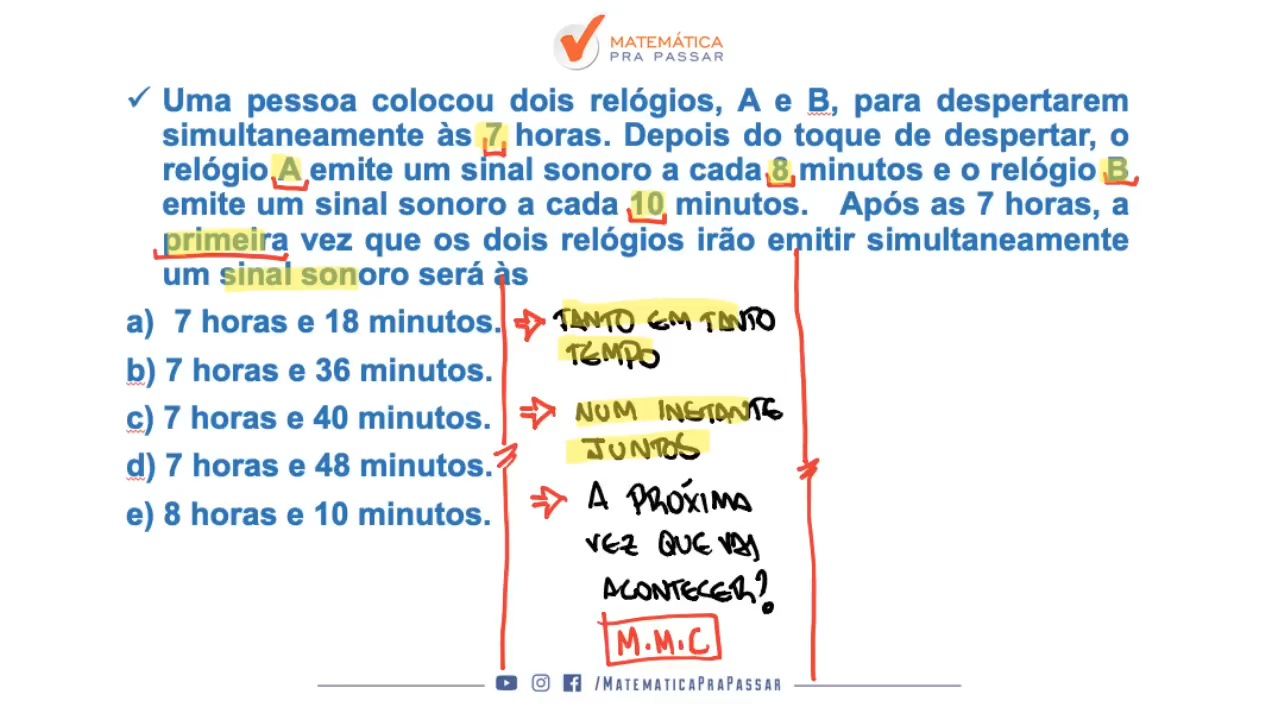 MATEMÁTICA
PRA PASSAR
✓ Uma pessoa colocou dois relógios, A e B, para despertarem
simultaneamente às 7 horas. Depois do toque de despertar, o
relógio A emite um sinal sonoro a cada 8 minutos e o relógio B
emite um sinal sonoro a cada 10 minutos. Após as 7 horas, a
primeira vez que os dois relógios irão emitir simultaneamente
um sinal sonoro será às
a) 7 horas e 18 minutos.
b) 7 horas e 36 minutos.
c) 7 horas e 40 minutos.
d) 7 horas e 48 minutos.
e) 8 horas e 10 minutos.
⇒ TANTO EM TANTO
TEMPO
⇒ NUM INSTANTE
JUNTOS
⇒ A PRÓXIMA
VEZ QUE VAI
ACONTECER?
M.M.C
/MATEMATICAPRAPASSAR